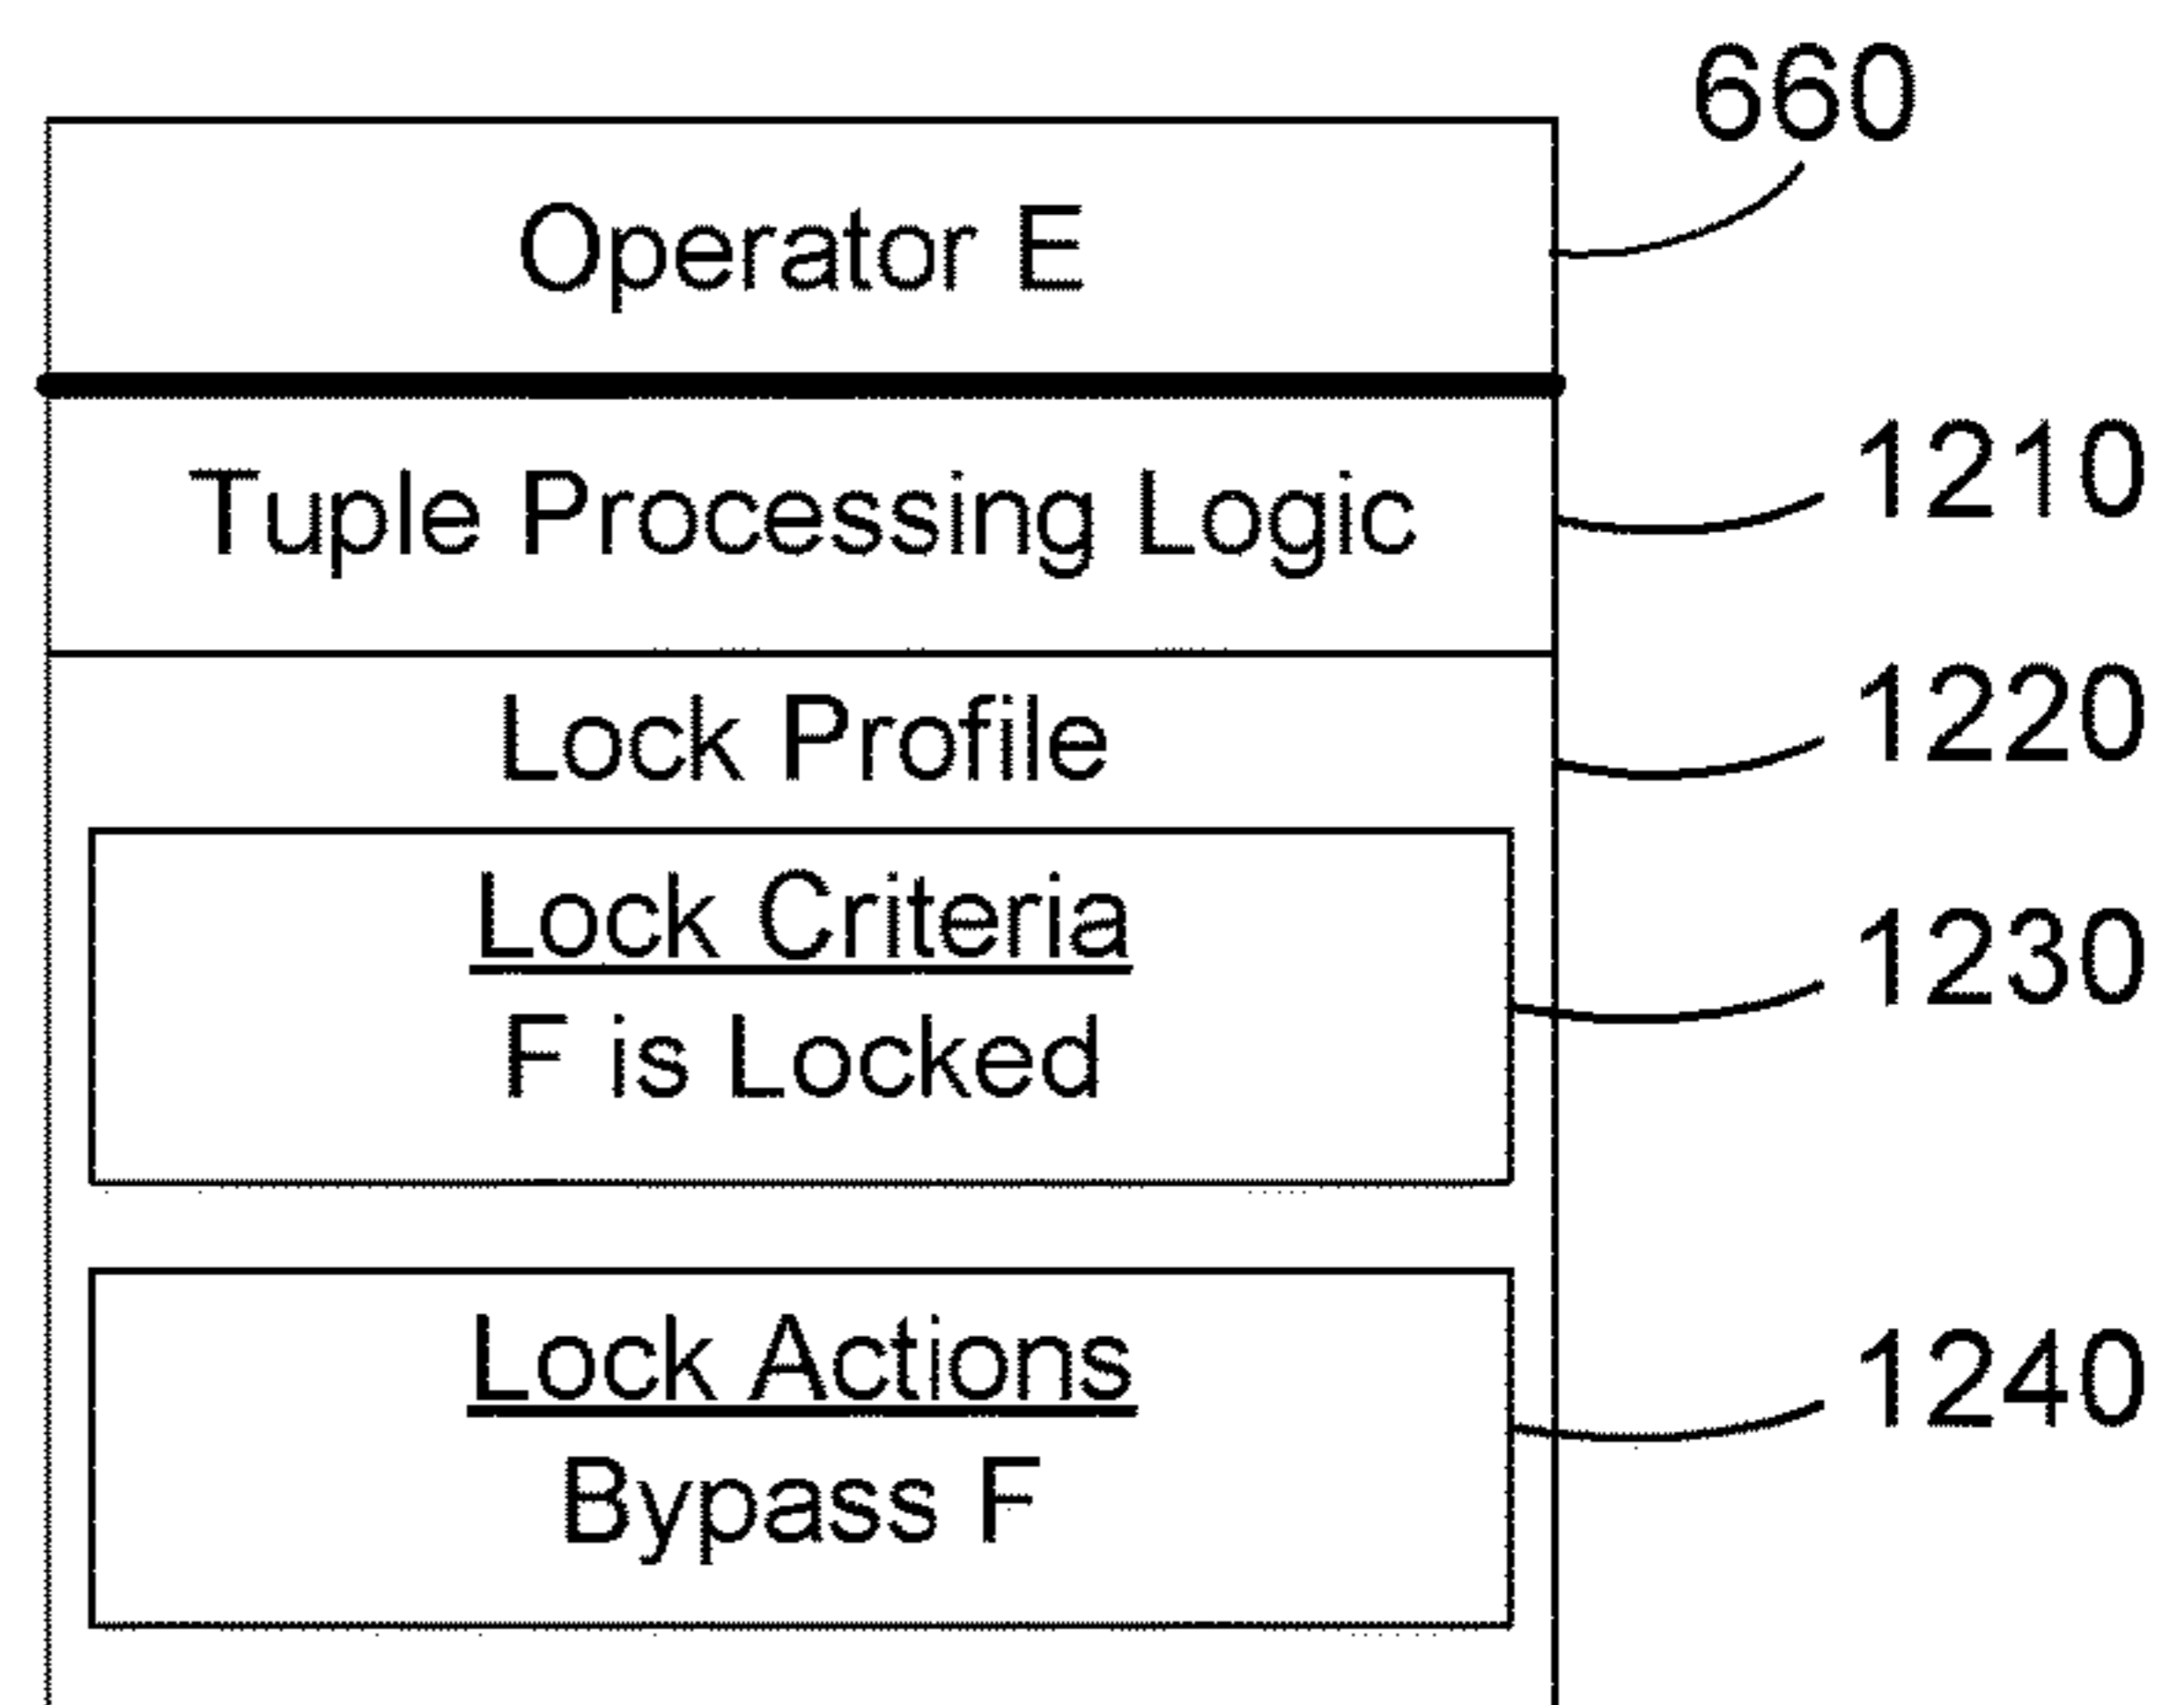 660
Operator E
Tuple Processing Logic
1210
Lock Profile
1220
Lock Criteria
1230
F is Locked
Lock Actions
1240
Bypass F